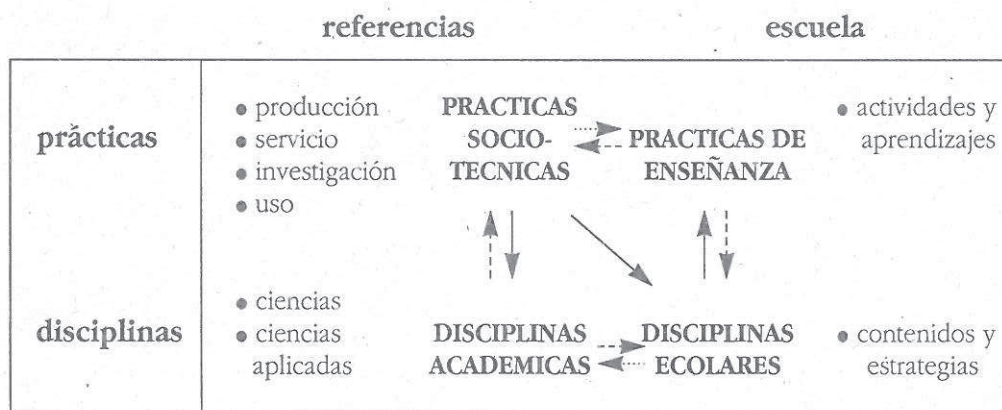 referencias escuela
prácticas
• producción
• servicio
• investigación
• uso
PRACTICAS
SOCIO-
TECNICAS
PRACTICAS DE
ENSEÑANZA
• actividades y
aprendizajes
disciplinas
• ciencias
• ciencias
aplicadas
DISCIPLINAS
ACADEMICAS
DISCIPLINAS
ECOLARES
• contenidos y
estrategias